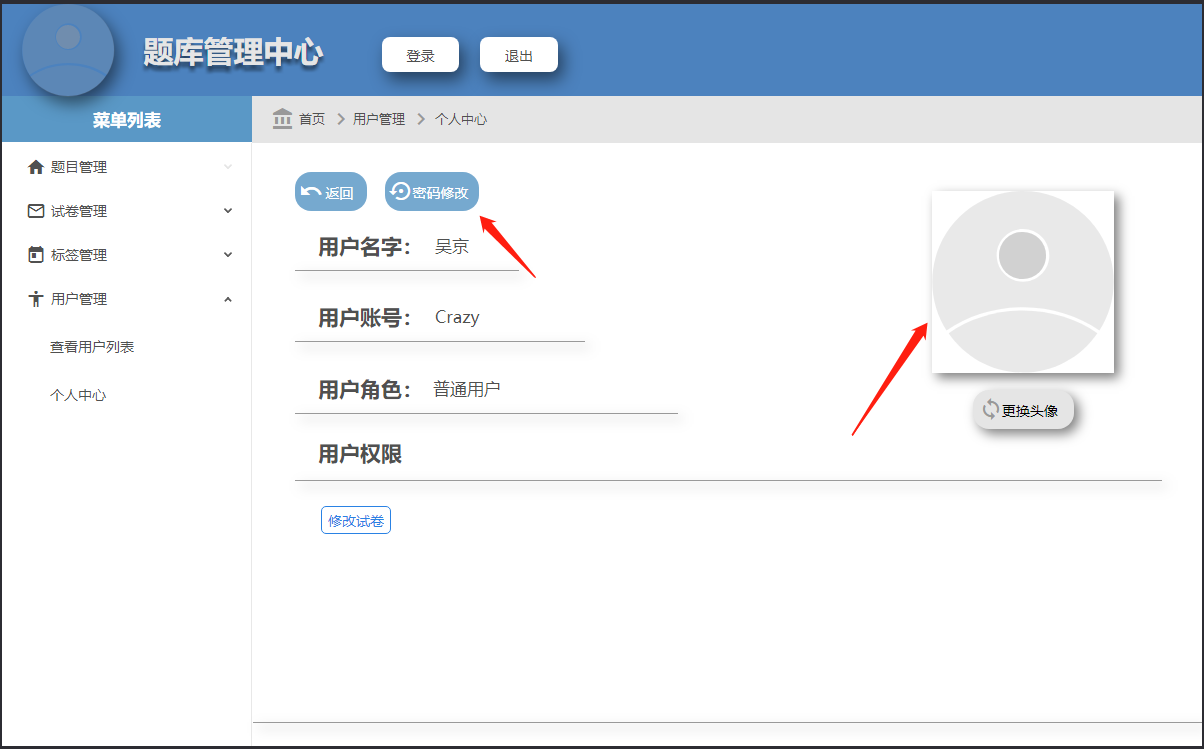 题库管理中心
登录
退出
菜单列表
首页 用户管理 个人中心
题目管理
试卷管理
标签管理
用户管理
查看用户列表
个人中心
返回
密码修改
用户名字： 吴京
用户账号： Crazy
用户角色： 普通用户
用户权限
修改试卷
更换头像